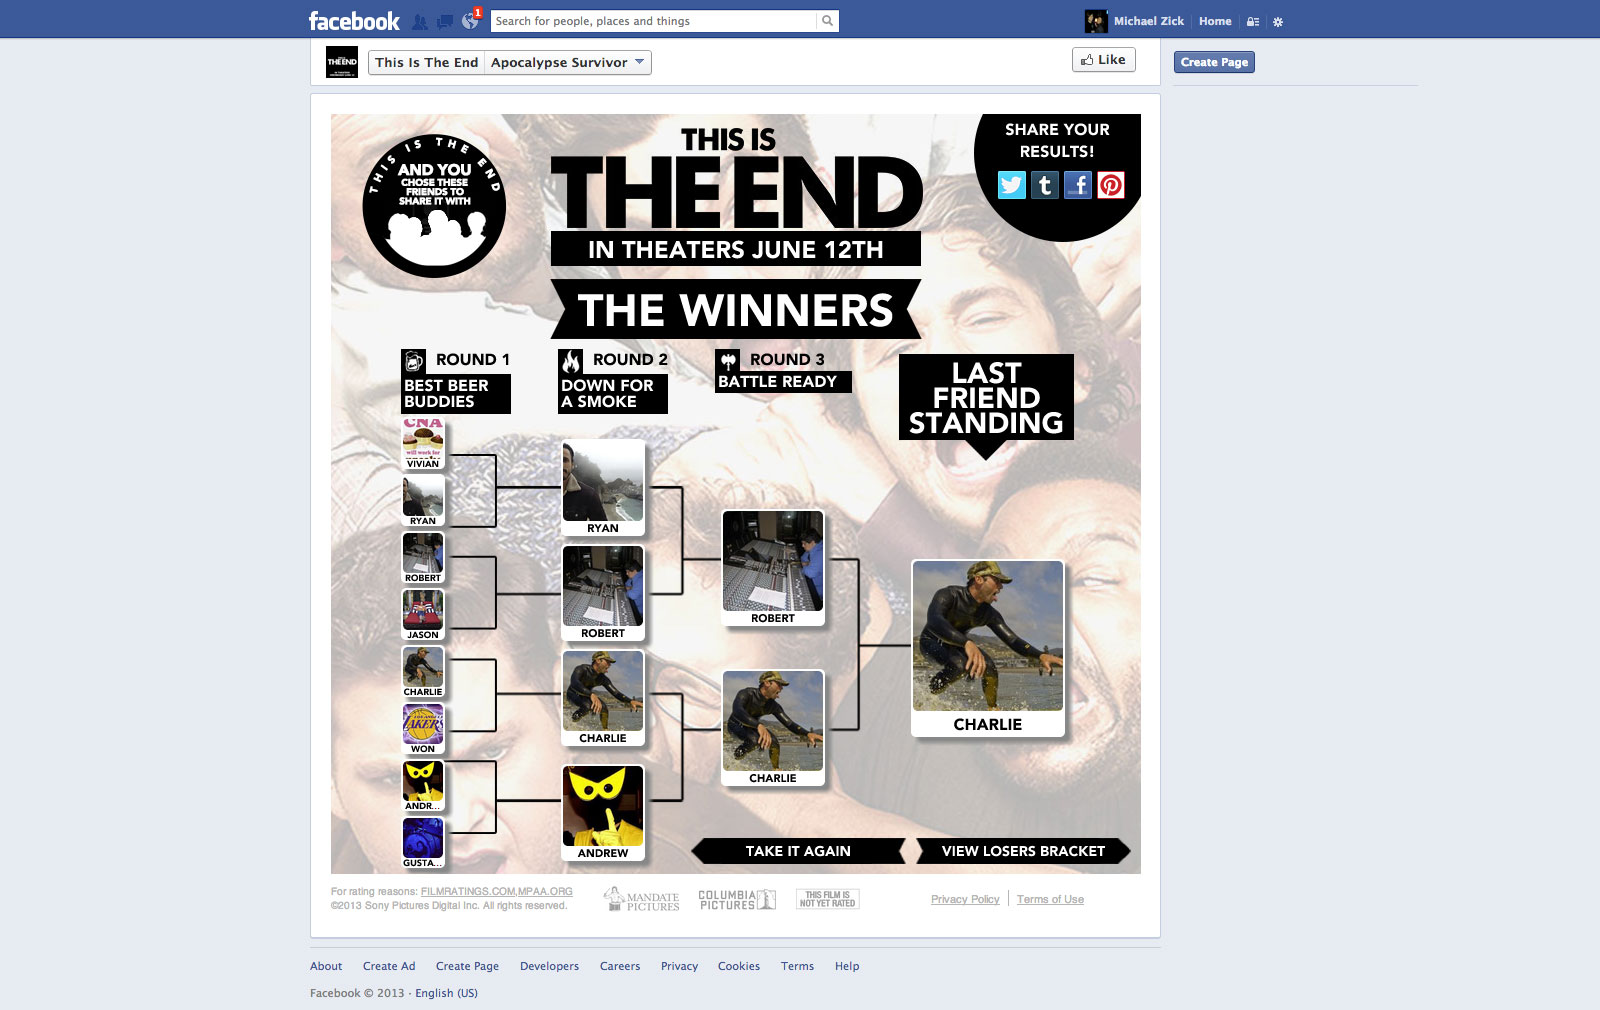 facebook
1
Search for people, places and things
Michael Zick
Home
THE END
This Is The End
Apocalypse Survivor
Like
Create Page
THIS IS THE END
AND YOU
CHOSE THESE
FRIENDS TO
SHARE IT WITH
THIS IS
THE END
IN THEATERS JUNE 12TH
THE WINNERS
SHARE YOUR
RESULTS!
ROUND 1
BEST BEER
BUDDIES
ROUND 2
DOWN FOR
A SMOKE
ROUND 3
BATTLE READY
LAST
FRIEND
STANDING
CNA
will work for
VIVIAN
RYAN
ROBERT
JASON
CHARLIE
LOS ANGELES
LAKERS
WON
ANDR...
GUSTA...
RYAN
ROBERT
CHARLIE
ANDREW
ROBERT
CHARLIE
CHARLIE
TAKE IT AGAIN
VIEW LOSERS BRACKET
For rating reasons: FILMRATINGS.COM,MPAA.ORG
©2013 Sony Pictures Digital Inc. All rights reserved.
MANDATE
PICTURES
COLUMBIA
PICTURES
THIS FILM IS
NOT YET RATED
Privacy Policy
Terms of Use
About Create Ad Create Page Developers Careers Privacy Cookies Terms Help
Facebook © 2013 · English (US)